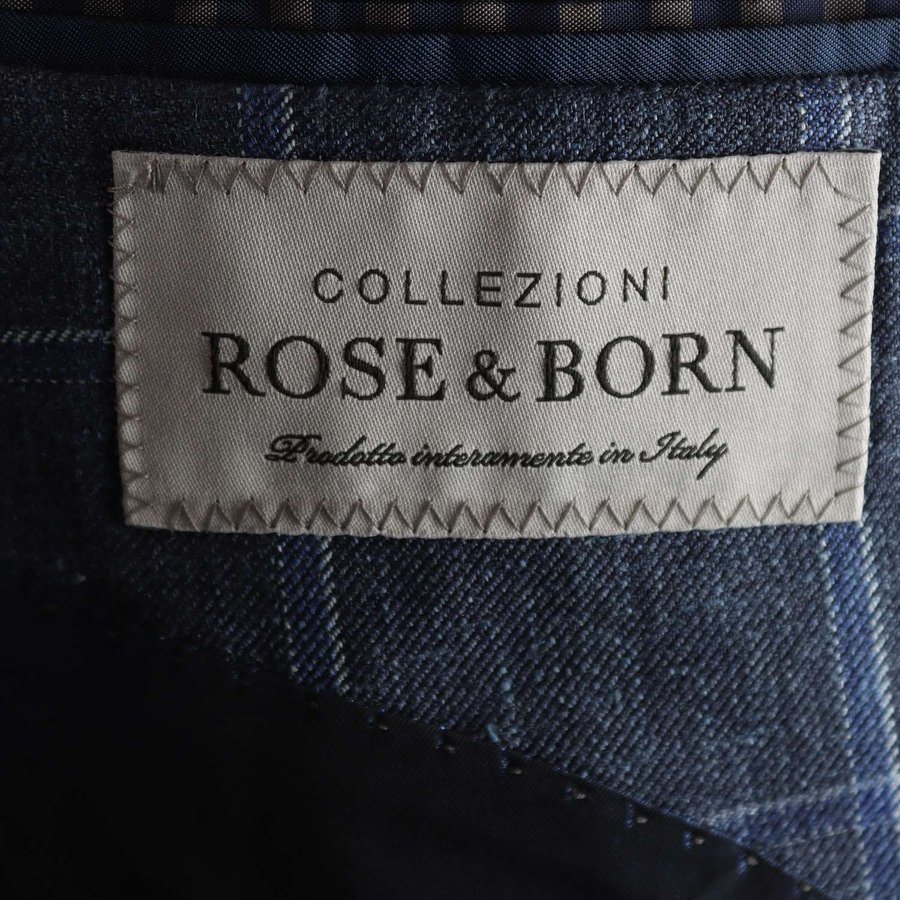 COLLEZIONI
ROSE & BORN
Prodotto interamente in Italy